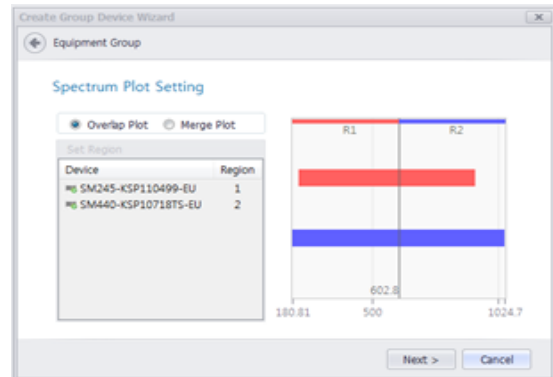 Create Group Device Wizard
Equipment Group
Spectrum Plot Setting
Overlap Plot Merge Plot
Set Region
Device Region
SM245-KSP110499-EU 1
SM440-KSP10718TS-EU 2
R1 R2
602.8
180.81 500 1024.7
Next > Cancel